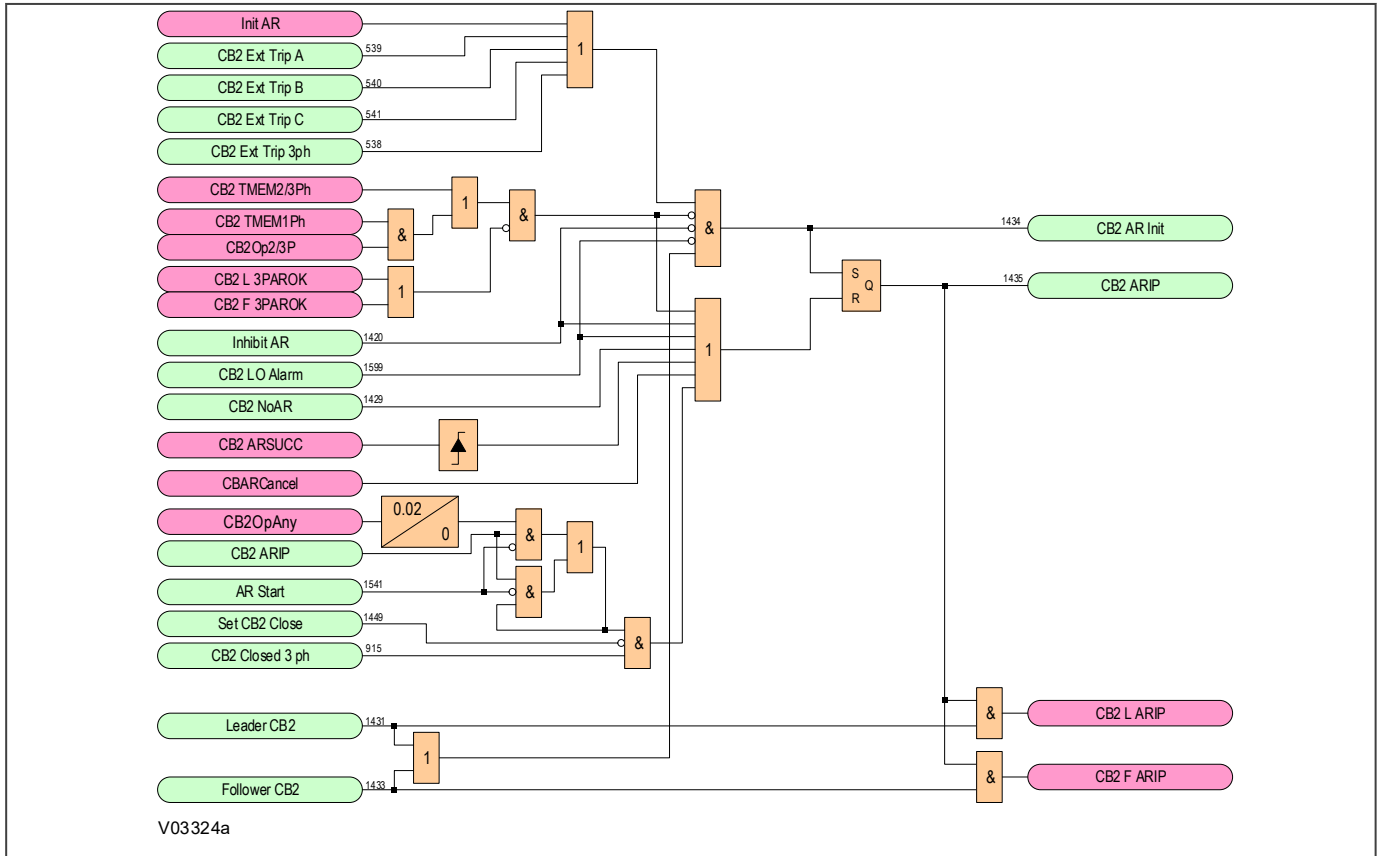 Init AR
CB2 Ext Trip A
539
CB2 Ext Trip B
540
CB2 Ext Trip C
541
CB2 Ext Trip 3ph
538
1
CB2 TMEM2/3Ph
CB2 TMEM1Ph
CB2Op2/3P
&
1
&
CB2 L 3PAROK
CB2 F 3PAROK
1
&
1434
CB2 AR Init
S
Q
R
1435
CB2 ARIP
Inhibit AR
1420
CB2 LO Alarm
1599
CB2 NoAR
1429
1
CB2 ARSUCC
CBARCancel
CB2OpAny
0.02
0
CB2 ARIP
&
1
AR Start
1541
&
Set CB2 Close
1449
CB2 Closed 3 ph
915
&
Leader CB2
1431
1
Follower CB2
1433
&
CB2 L ARIP
&
CB2 F ARIP
V03324a